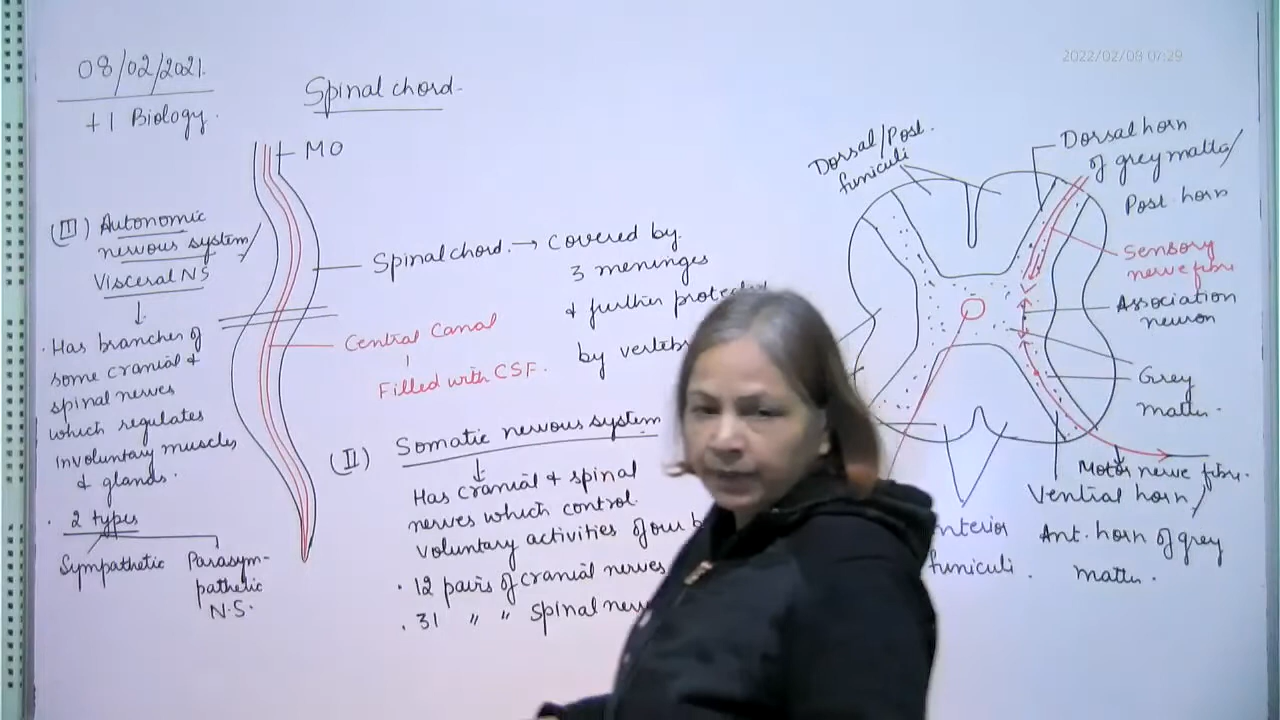 2022/02/08 07:29
08/02/2021.
+1 Biology.
Spinal chord.
MO
(III) Autonomic
nervous system/
Visceral NS
. Has branches of
some cranial &
spinal nerves
which regulates
involuntary muscles,
& glands.
. 2 types
Sympathetic
Parasym-
pathetic
N.S.
Spinal chord. → Covered by
3 meninges
& further protected
by vertebr
Central Canal
Filled with CSF.
(II) Somatic nervous system
Has cranial & spinal
nerves which control
voluntary activities of our b
. 12 pairs of cranial nerves
. 31 " " spinal nerv
Dorsal/Post.
funiculi
Dorsal horn
of grey matter/
Post horn
Sensory
nerve fibre
Association
neuron
Grey
matter.
Motor nerve fibre.
Ventral horn/
Ant. horn of grey
matter.
nterior
funiculi.